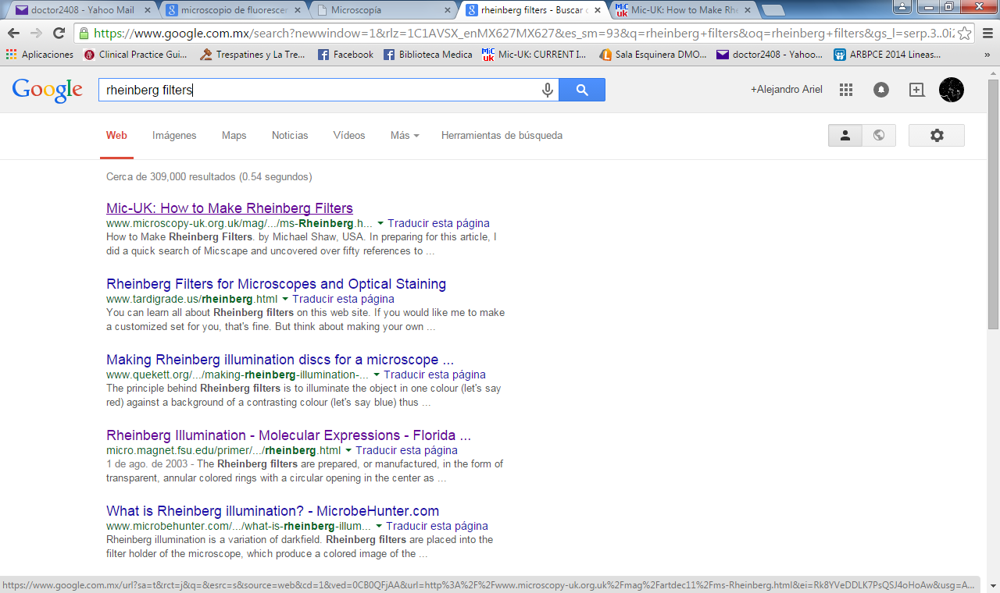 doctor2408 - Yahoo Mail
microscopio de fluorescen
Microscopía
rheinberg filters - Buscar c
Mic-UK: How to Make Rhe
https://www.google.com.mx/search?newwindow=1&rlz=1C1AVSX_enMX627MX627&es_sm=93&q=rheinberg+filters&oq=rheinberg+filters&gs_l=serp.3..0i2
Aplicaciones
Clinical Practice Gui...
Trespatines y La Tre...
Facebook
Biblioteca Medica
Mic-UK: CURRENT I...
Sala Esquinera DMO...
doctor2408 - Yahoo...
ARBPCE 2014 Lineas...
»
Google
rheinberg filters
+Alejandro Ariel
Web Imágenes Maps Noticias Vídeos Más Herramientas de búsqueda
Cerca de 309,000 resultados (0.54 segundos)
Mic-UK: How to Make Rheinberg Filters
www.microscopy-uk.org.uk/mag/.../ms-Rheinberg.h... Traducir esta página
How to Make Rheinberg Filters. by Michael Shaw, USA. In preparing for this article, I
did a quick search of Micscape and uncovered over fifty references to ...
Rheinberg Filters for Microscopes and Optical Staining
www.tardigrade.us/rheinberg.html Traducir esta página
You can learn all about Rheinberg filters on this web site. If you would like me to make
a customized set for you, that's fine. But think about making your own ...
Making Rheinberg illumination discs for a microscope ...
www.quekett.org/.../making-rheinberg-illumination-... Traducir esta página
The principle behind Rheinberg filters is to illuminate the object in one colour (let's say
red) against a background of a contrasting colour (let's say blue) thus ...
Rheinberg Illumination - Molecular Expressions - Florida ...
micro.magnet.fsu.edu/primer/.../rheinberg.html Traducir esta página
1 de ago. de 2003 - The Rheinberg filters are prepared, or manufactured, in the form of
transparent, annular colored rings with a circular opening in the center as ...
What is Rheinberg illumination? - MicrobeHunter.com
www.microbehunter.com/.../what-is-rheinberg-illum... Traducir esta página
Rheinberg illumination is a variation of darkfield. Rheinberg filters are placed into the
filter holder of the microscope, which produce a colored image of the ...
https://www.google.com.mx/url?sa=t&rct=j&q=&esrc=s&source=web&cd=1&ved=0CB0QFjAA&url=http%3A%2F%2Fwww.microscopy-uk.org.uk%2Fmag%2Fartdec11%2Fms-Rheinberg.html&ei=Rk8YVeDDLK7PsQSJ4oHoAw&usg=A...